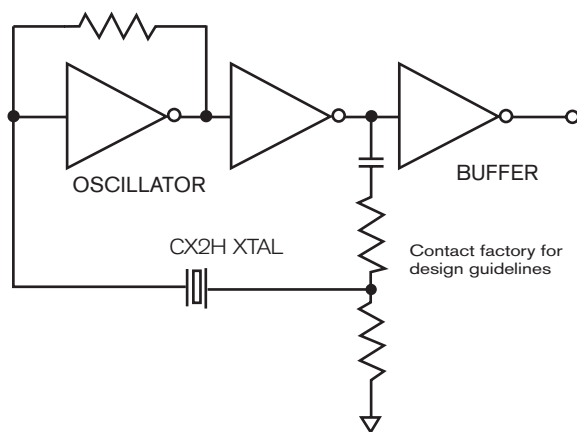 OSCILLATOR
BUFFER
CX2H XTAL
Contact factory for
design guidelines